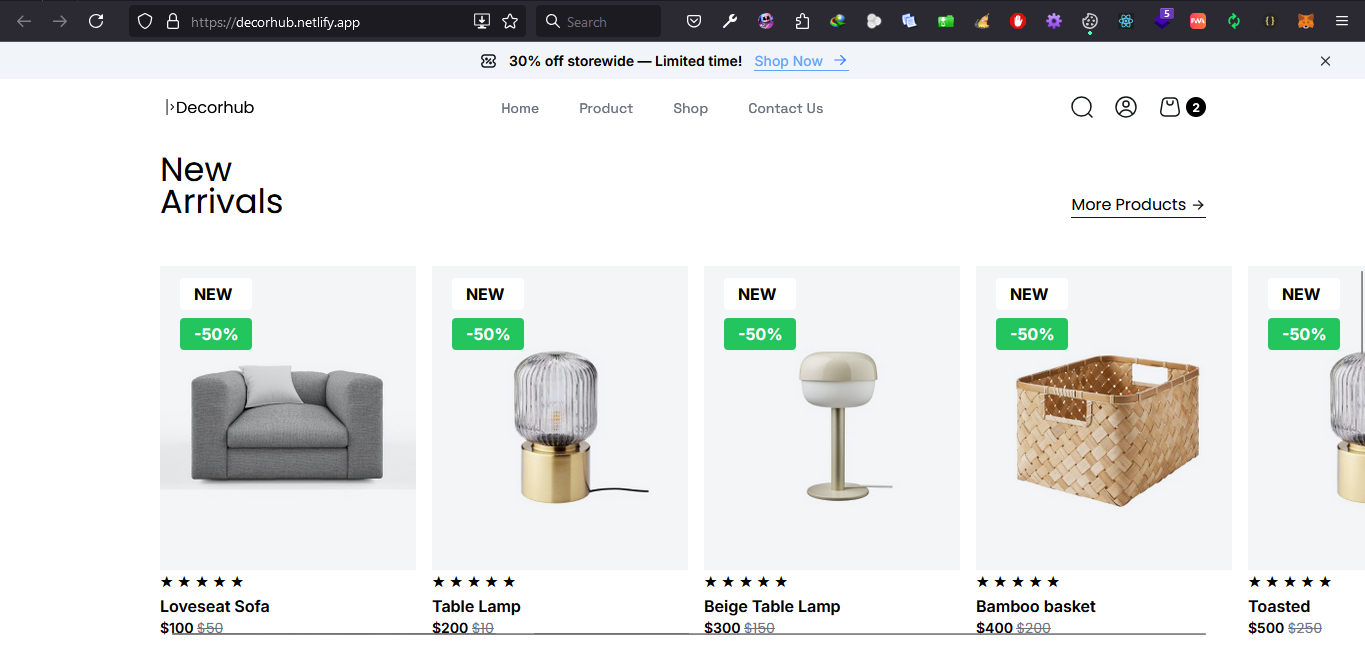 https://decorhub.netlify.app
Search
5
30% off storewide — Limited time! Shop Now →
Decorhub
Home
Product
Shop
Contact Us
2
New
Arrivals
More Products →
NEW
-50%
NEW
-50%
NEW
-50%
NEW
-50%
NEW
-50%
★ ★ ★ ★ ★
Loveseat Sofa
$100 $50
★ ★ ★ ★ ★
Table Lamp
$200 $10
★ ★ ★ ★ ★
Beige Table Lamp
$300 $150
★ ★ ★ ★ ★
Bamboo basket
$400 $200
★ ★ ★ ★ ★
Toasted
$500 $250